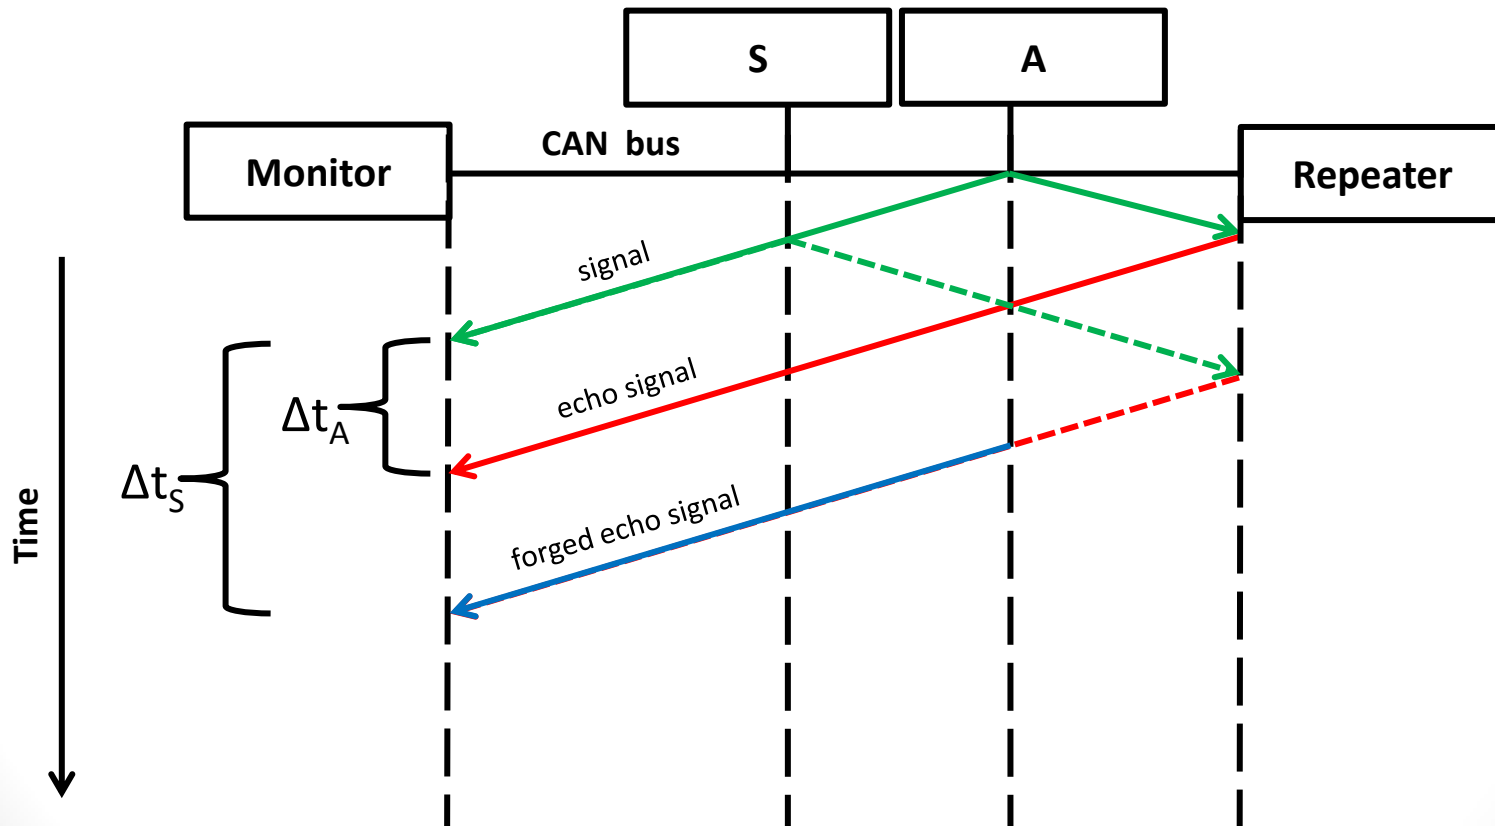 S
A
CAN bus
Monitor
Repeater
signal
echo signal
Δt_A
Δt_S
forged echo signal
Time